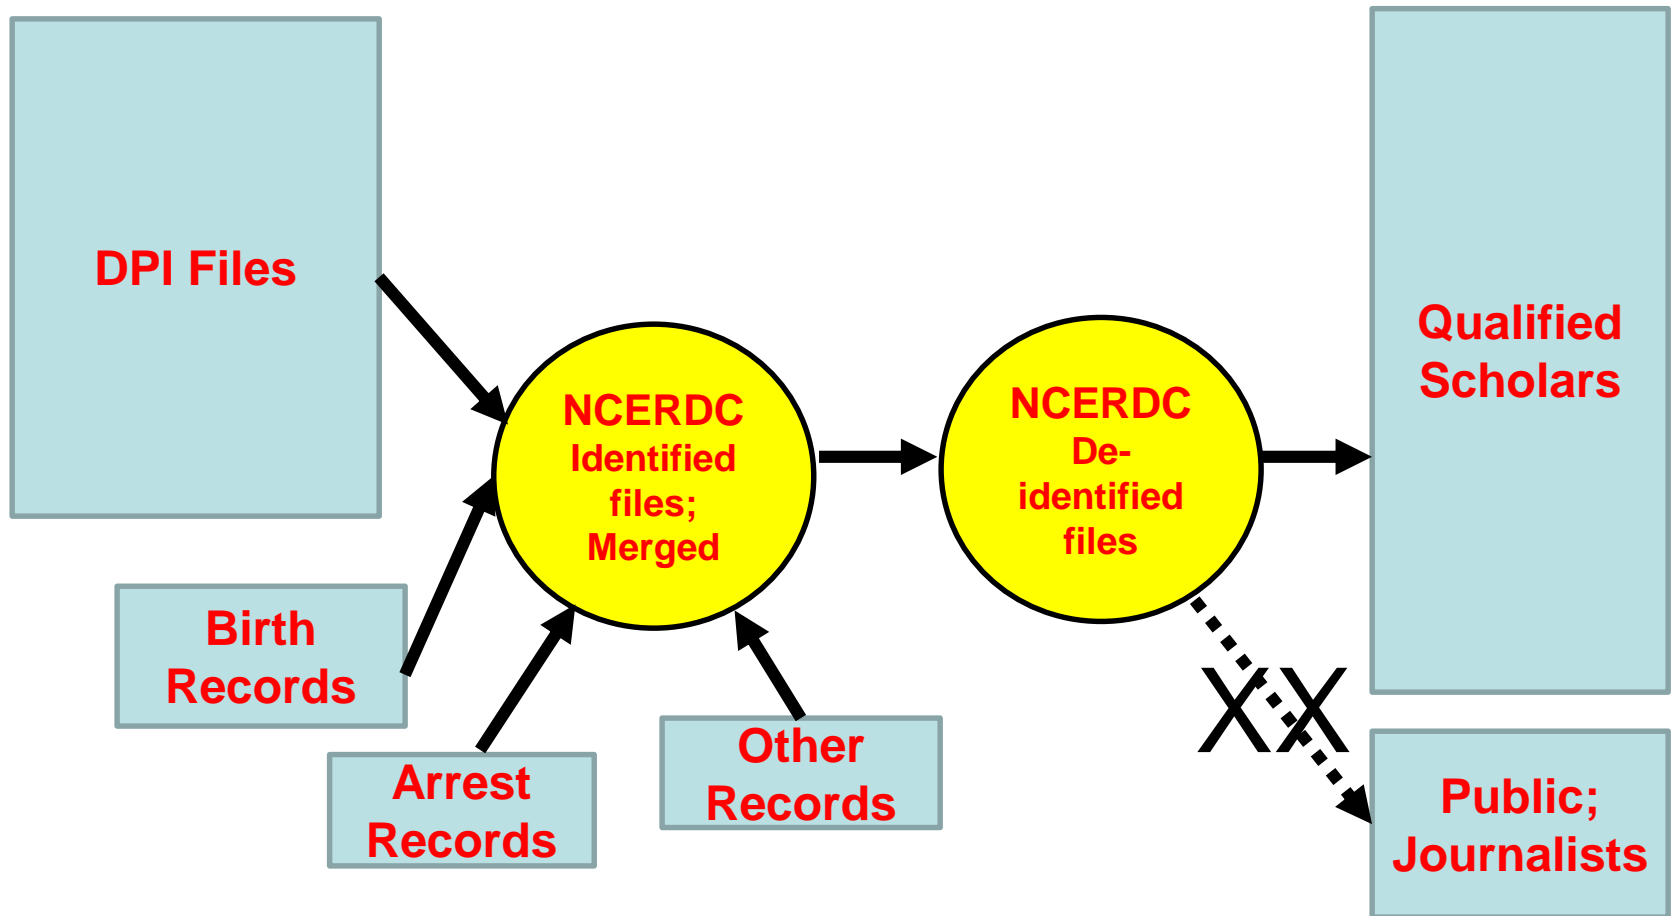 DPI Files
Birth
Records
Arrest
Records
Other
Records
NCERDC
Identified
files;
Merged
NCERDC
De-
identified
files
XX
Qualified
Scholars
Public;
Journalists